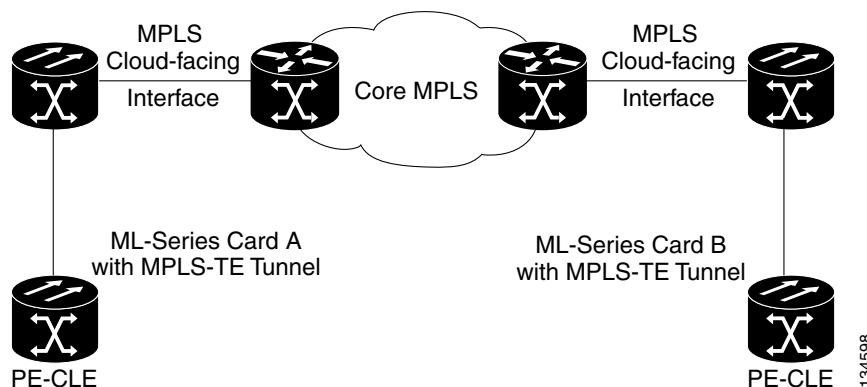 MPLS
Cloud-facing
Interface
Core MPLS
MPLS
Cloud-facing
Interface
ML-Series Card A
with MPLS-TE Tunnel
ML-Series Card B
with MPLS-TE Tunnel
PE-CLE
PE-CLE
134598